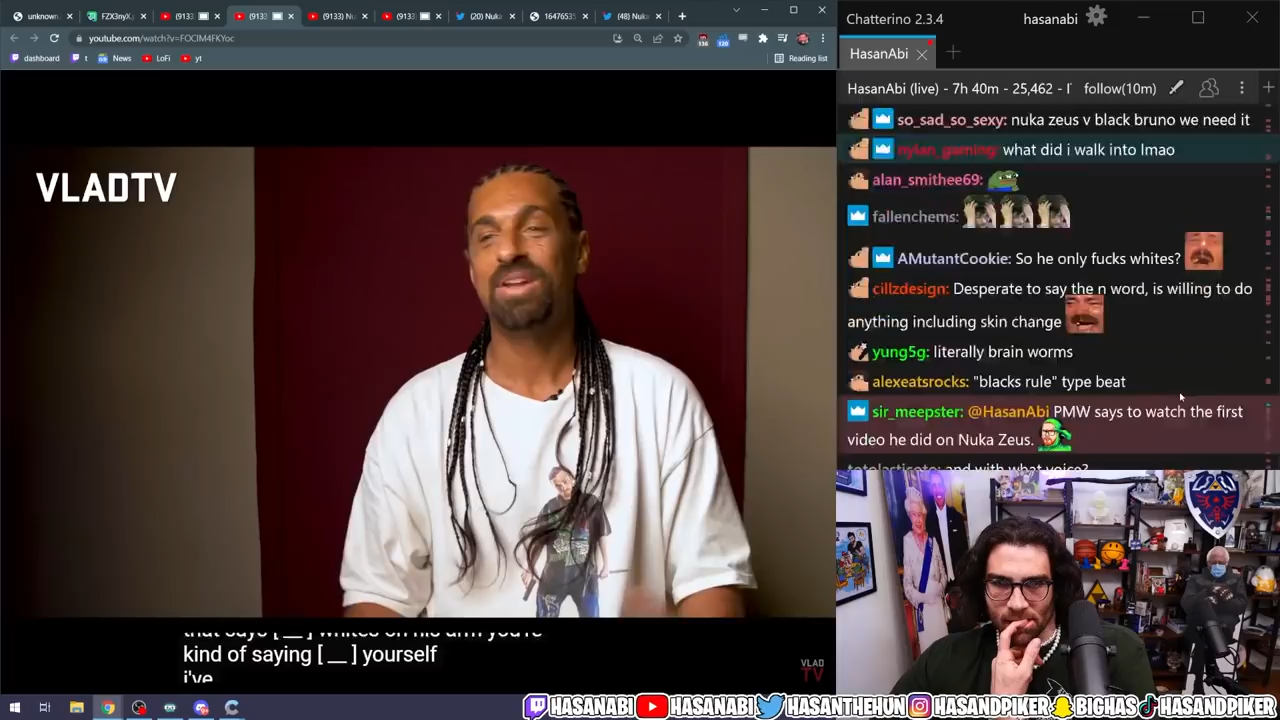 unknown.
FZX3nyX.
(9133
(9133
(9133) Nu
(9133
(20) Nuka
16476535
(48) Nuk
youtube.com/watch?v=FOCIM4FKYoc
136
120
dashboard
t
News
LoFi
yt
Reading list
VLADTV
that says [ __ ] whites on his arm you're
kind of saying [ __ ] yourself
i've
VLAD
TV
Chatterino 2.3.4
hasanabi
HasanAbi
HasanAbi (live) - 7h 40m - 25,462 - I'
follow(10m)
so_sad_so_sexy: nuka zeus v black bruno we need it
nylan_gaming: what did i walk into lmao
alan_smithee69:
fallenchems:
AMutantCookie: So he only fucks whites?
cillzdesign: Desperate to say the n word, is willing to do
anything including skin change
yung5g: literally brain worms
alexeatsrocks: "blacks rule" type beat
sir_meepster: @HasanAbi PMW says to watch the first
video he did on Nuka Zeus.
and with what voice?
HASANABI
HASANABI
HASANTHEHUN
HASANDPIKER
BIGHAS
HASANDPIKER